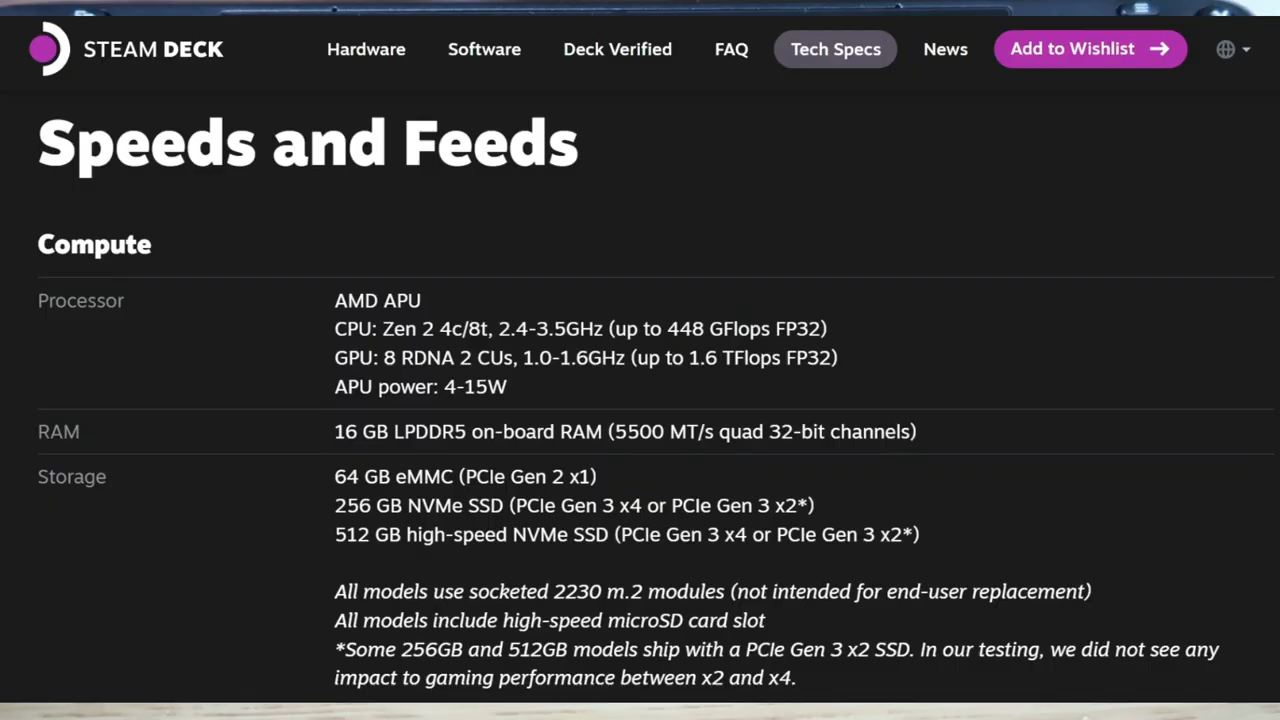 STEAM DECK
Hardware
Software
Deck Verified
FAQ
Tech Specs
News
Add to Wishlist →
Speeds and Feeds
Compute
Processor
AMD APU
CPU: Zen 2 4c/8t, 2.4-3.5GHz (up to 448 GFlops FP32)
GPU: 8 RDNA 2 CUs, 1.0-1.6GHz (up to 1.6 TFlops FP32)
APU power: 4-15W
RAM
16 GB LPDDR5 on-board RAM (5500 MT/s quad 32-bit channels)
Storage
64 GB eMMC (PCIe Gen 2 x1)
256 GB NVMe SSD (PCIe Gen 3 x4 or PCIe Gen 3 x2*)
512 GB high-speed NVMe SSD (PCIe Gen 3 x4 or PCIe Gen 3 x2*)
All models use socketed 2230 m.2 modules (not intended for end-user replacement)
All models include high-speed microSD card slot
*Some 256GB and 512GB models ship with a PCIe Gen 3 x2 SSD. In our testing, we did not see any
impact to gaming performance between x2 and x4.